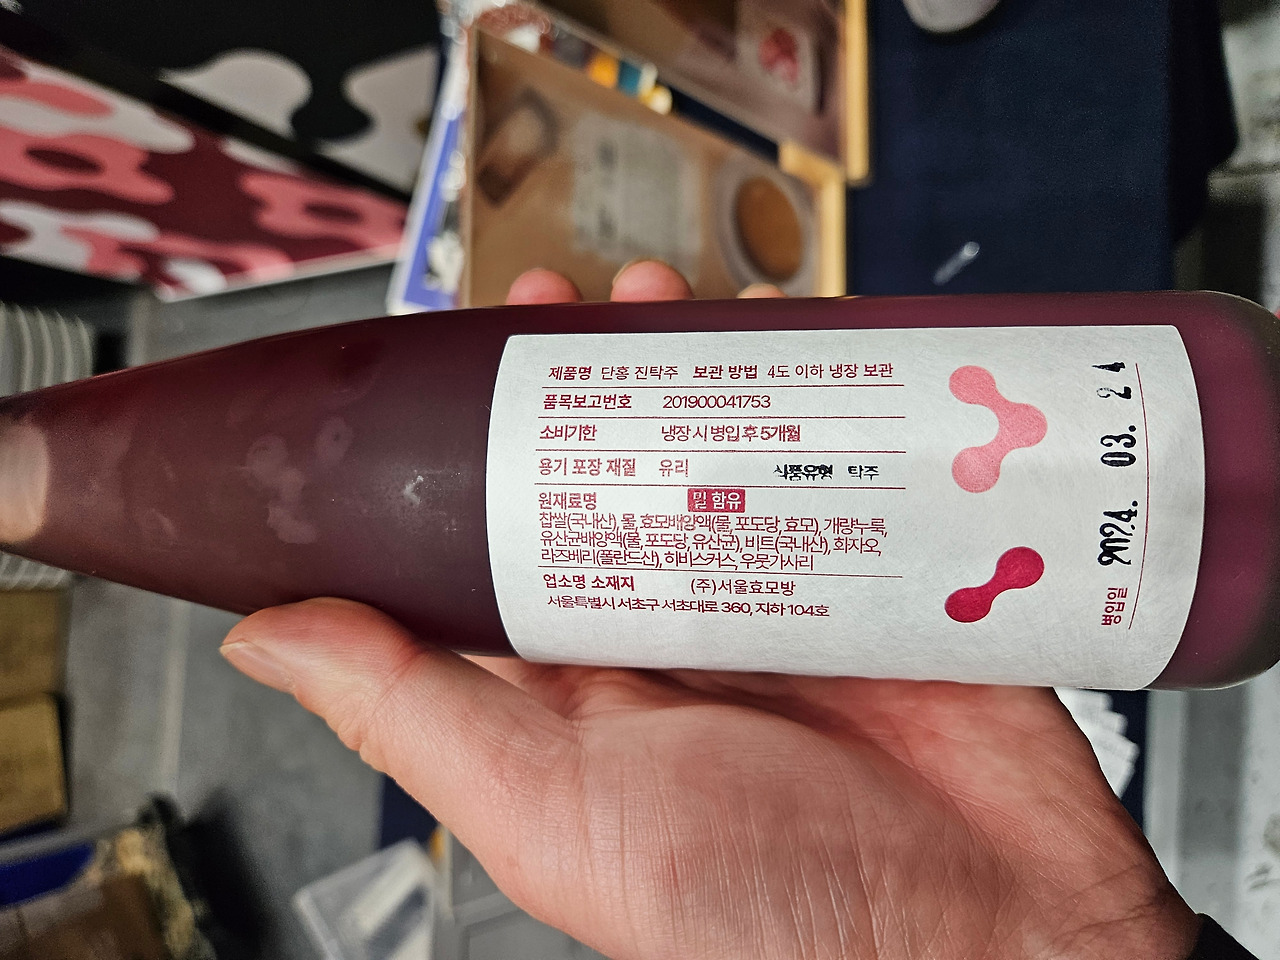 제품명 단홍 진탁주 보관 방법 4도 이하 냉장 보관
품목보고번호 201900041753
소비기한 냉장 시 병입 후 5개월
용기 포장 재질 유리 식품유형 탁주
원재료명 밀 함유
찹쌀(국내산), 물, 효모배양액(물, 포도당, 효모), 개량누룩,
유산균배양액(물, 포도당, 유산균), 비트(국내산), 화자오,
라즈베리(폴란드산), 히비스커스, 우뭇가사리
업소명 소재지 (주)서울효모방
서울특별시 서초구 서초대로 360, 지하 104호
병입일 2024. 03. 24